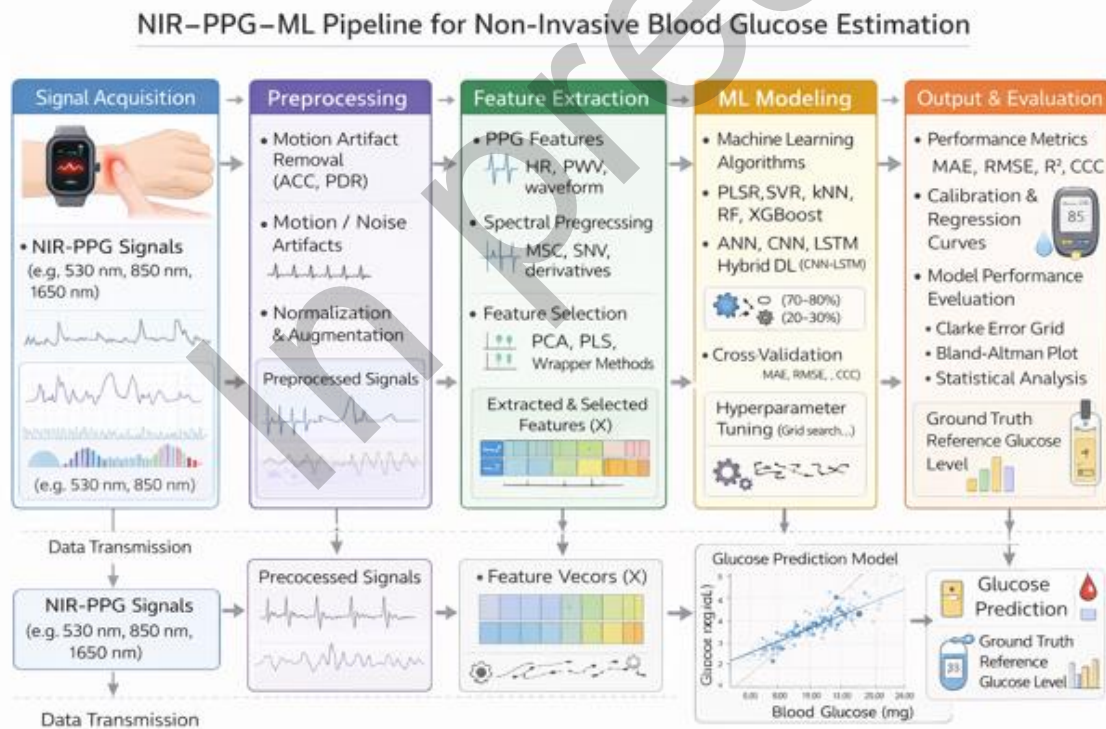 NIR–PPG–ML Pipeline for Non-Invasive Blood Glucose Estimation
Signal Acquisition
• NIR-PPG Signals
(e.g, 530 nm, 850 nm,
1650 nm)
(e.g. 530 nm, 850 nm)
Preprocessing
• Motion Artifact
Removal
(ACC, PDR)
• Motion / Noise
Artifacts
• Normalization
& Augmentation
Preprocessed Signals
Feature Extraction
• PPG Features
HR, PWV,
waveform
• Spectral Pregrecssing
MSC, SNV,
derivatives
• Feature Selection
PCA, PLS,
Wrapper Methods
Extracted & Selected
Features (X)
ML Modeling
• Machine Learning
Algorithms
• PLSR, SVR, kNN,
RF, XGBoost
• ANN, CNN, LSTM
Hybrid DL (CNN-LSTM)
(70–80%)
(20–30%)
• Cross-Validation
MAE, RMSE, , CCC)
Hyperparameter
Tuning (Grid search...)
Output & Evaluation
• Performance Metrics
MAE, RMSE, R², CCC
• Calibration &
Regression
Curves
85
• Model Performance
Eveluation
• Clarke Error Grid
• Bland-Altman Plot
• Statistical Analysis
Ground Truth
Reference Glucose
Level
Data Transmission
NIR-PPG Signals
(e.g. 530 nm, 850 nm,
1650 nm)
Data Transmission
Precocessed Signals
• Feature Vecors (X)
Glucose Prediction Model
Blood Glucose (mg)
Glucose
Prediction
Ground Truth
Reference
Glucose Level
In pre